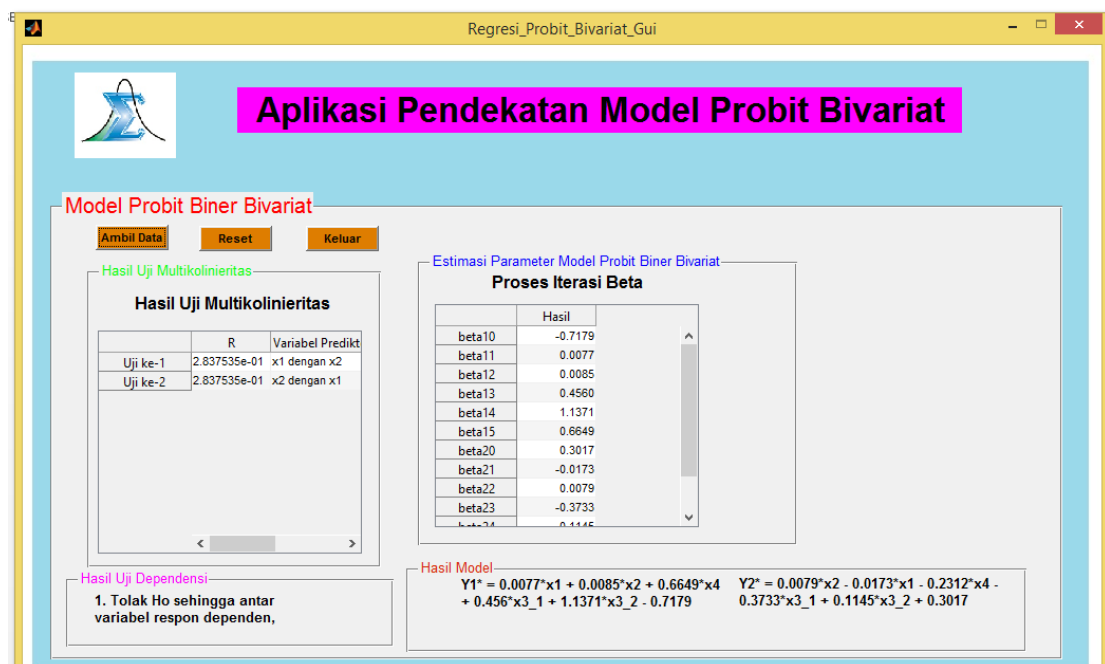 Regresi_Probit_Bivariat_Gui
Aplikasi Pendekatan Model Probit Bivariat
Model Probit Biner Bivariat
Ambil Data Reset Keluar
Hasil Uji Multikolinieritas
Hasil Uji Multikolinieritas
R Variabel Predikt
Uji ke-1 2.837535e-01 x1 dengan x2
Uji ke-2 2.837535e-01 x2 dengan x1
Estimasi Parameter Model Probit Biner Bivariat
Proses Iterasi Beta
Hasil
beta10 -0.7179
beta11 0.0077
beta12 0.0085
beta13 0.4560
beta14 1.1371
beta15 0.6649
beta20 0.3017
beta21 -0.0173
beta22 0.0079
beta23 -0.3733
beta24 0.1145
Hasil Uji Dependensi
1. Tolak Ho sehingga antar
variabel respon dependen,
Hasil Model
Y1* = 0.0077*x1 + 0.0085*x2 + 0.6649*x4
+ 0.456*x3_1 + 1.1371*x3_2 - 0.7179
Y2* = 0.0079*x2 - 0.0173*x1 - 0.2312*x4 -
0.3733*x3_1 + 0.1145*x3_2 + 0.3017